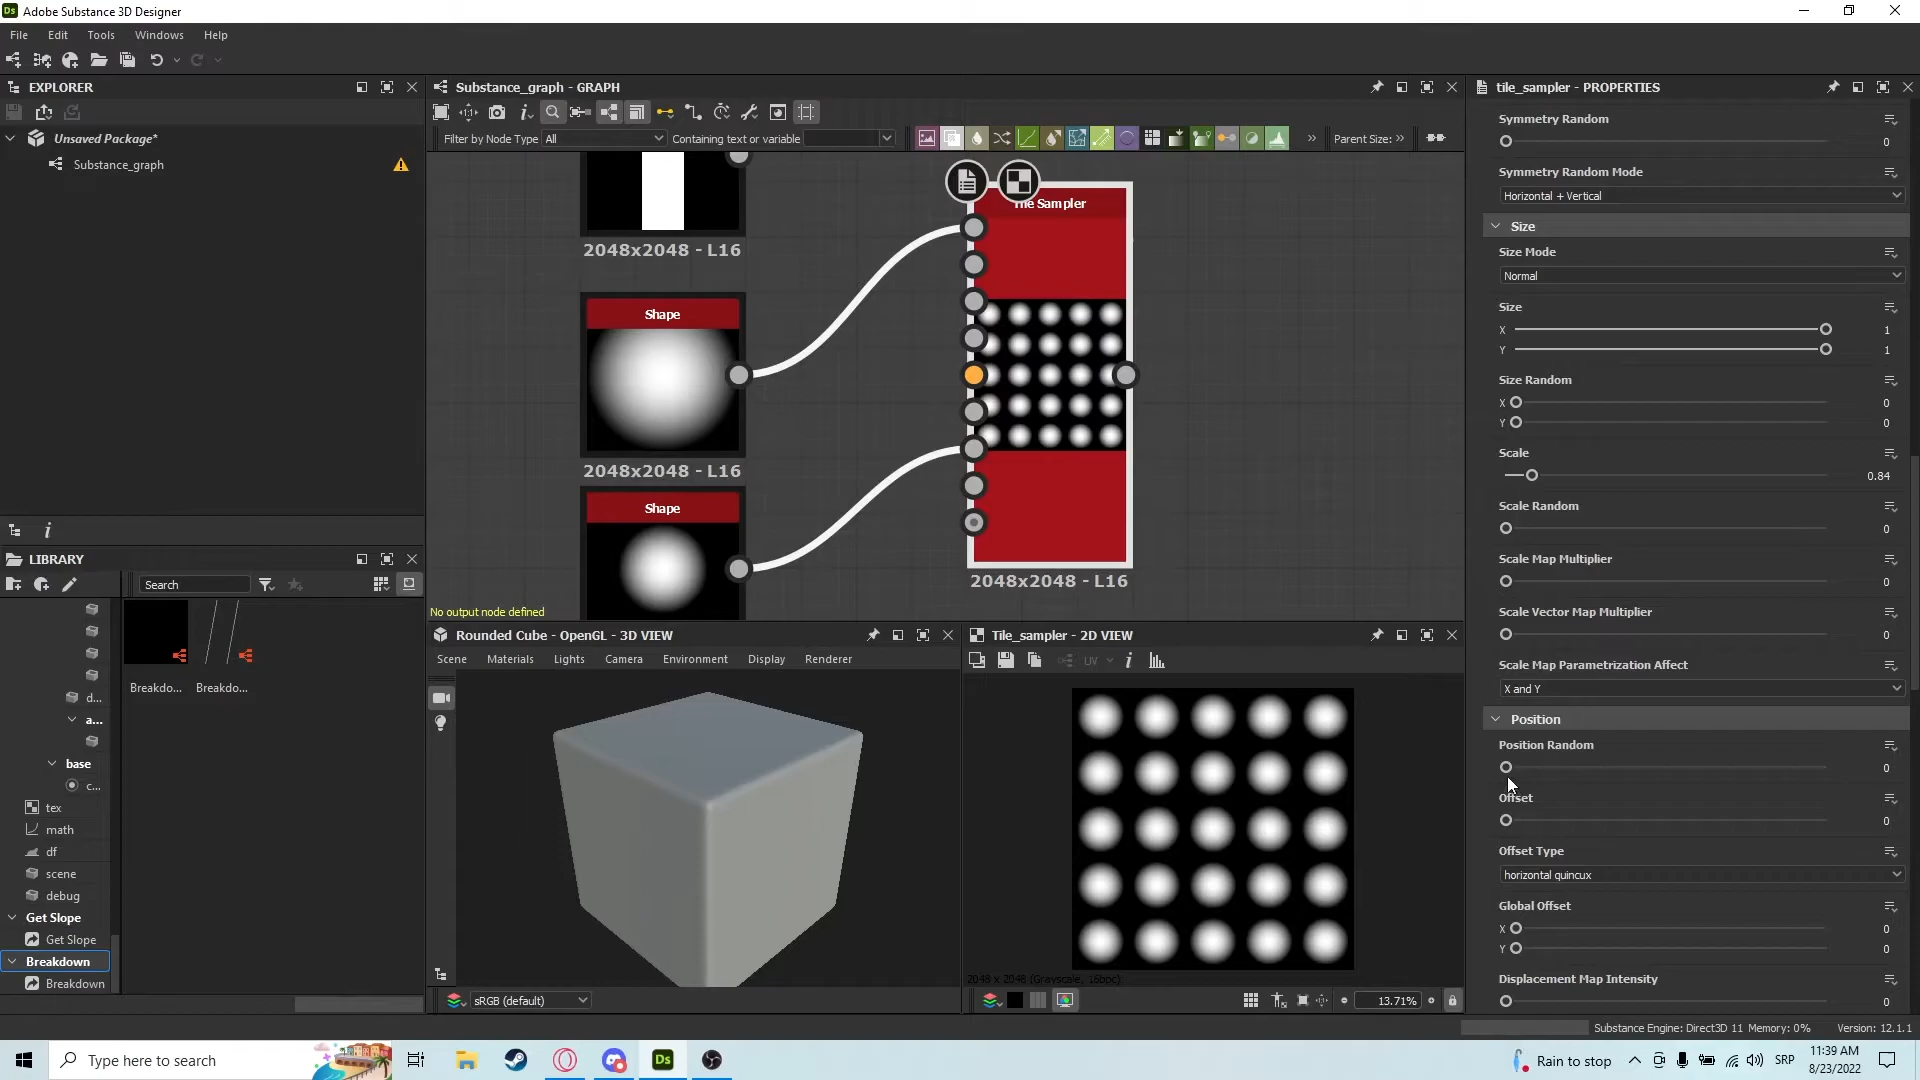 Ds Adobe Substance 3D Designer
File Edit Tools Windows Help
EXPLORER
Unsaved Package*
Substance_graph
LIBRARY
Search
d...
a...
base
c...
tex
math
df
scene
debug
Get Slope
Get Slope
Breakdown
Breakdown
Breakdo...
Breakdo...
Substance_graph - GRAPH
Filter by Node Type All Containing text or variable
Parent Size: >>
2048x2048 - L16
Shape
2048x2048 - L16
Shape
Tile Sampler
2048x2048 - L16
No output node defined
Rounded Cube - OpenGL - 3D VIEW
Scene Materials Lights Camera Environment Display Renderer
sRGB (default)
Tile_sampler - 2D VIEW
UV
2048 x 2048 (Grayscale, 16bpc)
13.71%
tile_sampler - PROPERTIES
Symmetry Random
0
Symmetry Random Mode
Horizontal + Vertical
Size
Size Mode
Normal
Size
X 1
Y 1
Size Random
X 0
Y 0
Scale
0.84
Scale Random
0
Scale Map Multiplier
0
Scale Vector Map Multiplier
0
Scale Map Parametrization Affect
X and Y
Position
Position Random
0
Offset
0
Offset Type
horizontal quincux
Global Offset
X 0
Y 0
Displacement Map Intensity
0
Substance Engine: Direct3D 11 Memory: 0% Version: 12.1.1
Type here to search
Ds
Rain to stop
SRP
11:39 AM
8/23/2022